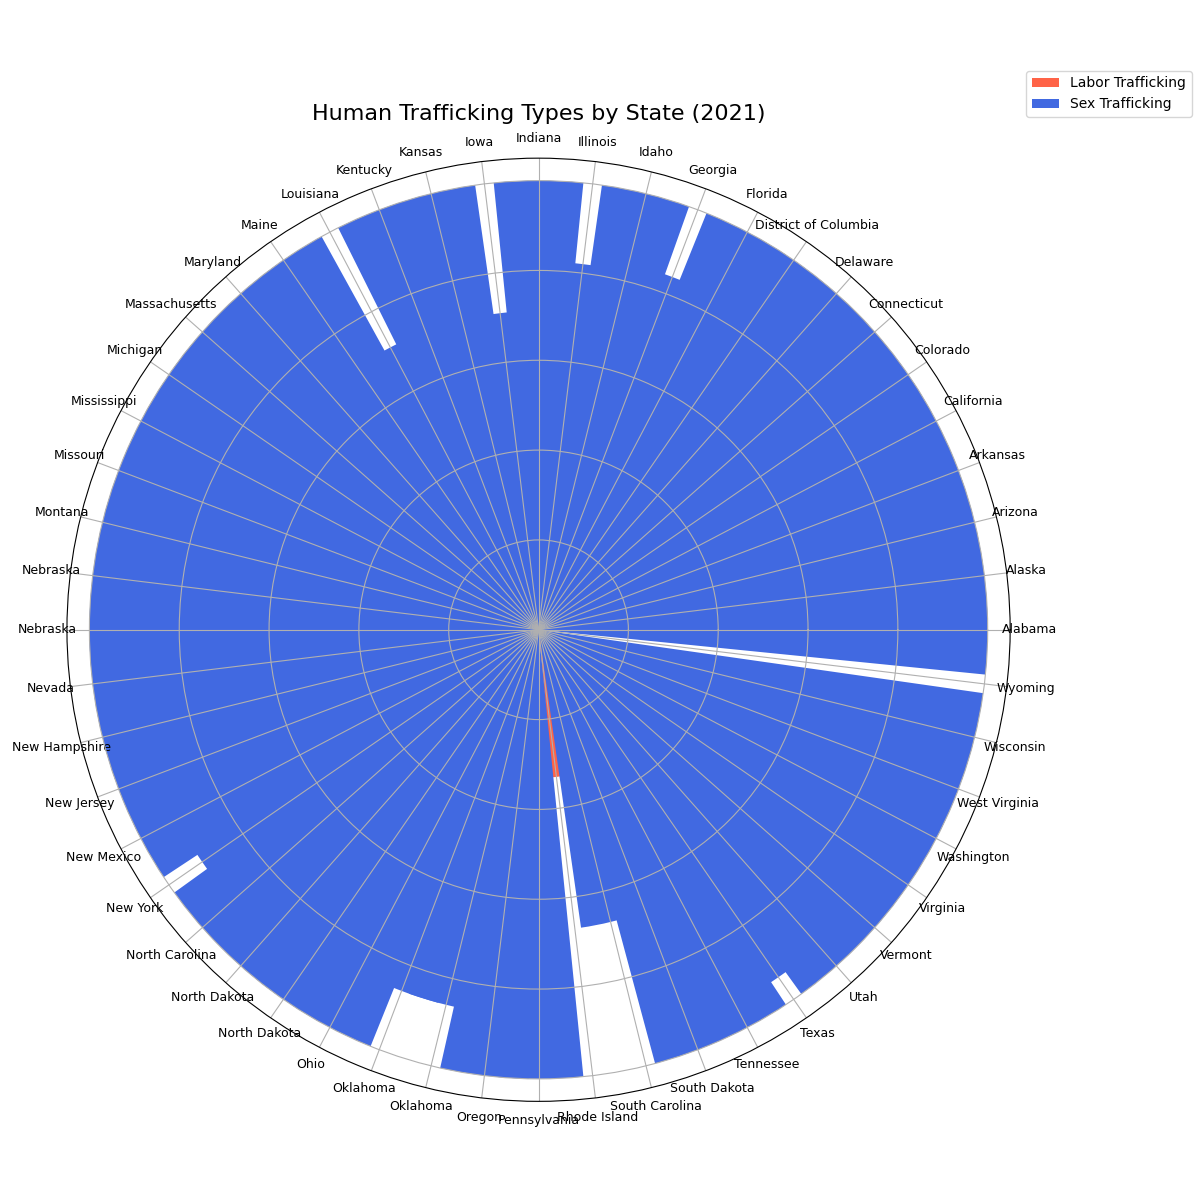 Labor Trafficking
Sex Trafficking
Human Trafficking Types by State (2021)
Indiana
Iowa
Illinois
Kansas
Idaho
Kentucky
Georgia
Louisiana
Florida
Maine
District of Columbia
Maryland
Delaware
Massachusetts
Connecticut
Michigan
Colorado
Mississippi
California
Missouri
Arkansas
Montana
Arizona
Nebraska
Alaska
Nebraska
Alabama
Nevada
Wyoming
New Hampshire
Wisconsin
New Jersey
West Virginia
New Mexico
Washington
New York
Virginia
North Carolina
Vermont
North Dakota
Utah
North Dakota
Texas
Ohio
Tennessee
Oklahoma
South Dakota
Oklahoma
South Carolina
Oregon
Rhode Island
Pennsylvania